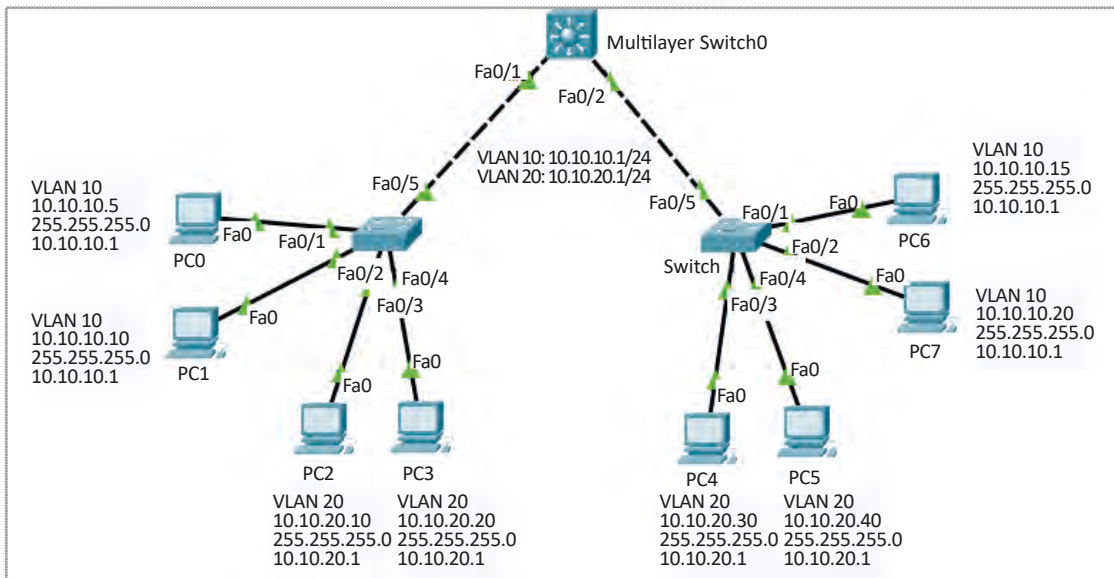 Multilayer Switch0
Fa0/1
Fa0/2
VLAN 10: 10.10.10.1/24
VLAN 20: 10.10.20.1/24
Fa0/5
Fa0/5
VLAN 10
10.10.10.5
255.255.255.0
10.10.10.1
Fa0
Fa0/1
PC0
Fa0/2
Fa0/4
Fa0/3
VLAN 10
10.10.10.10
255.255.255.0
10.10.10.1
Fa0
PC1
Fa0
Fa0
PC2
PC3
VLAN 20
10.10.20.10
255.255.255.0
10.10.20.1
VLAN 20
10.10.20.20
255.255.255.0
10.10.20.1
VLAN 10
10.10.10.15
255.255.255.0
10.10.10.1
Fa0/1
Fa0
PC6
Switch
Fa0/2
Fa0/4
Fa0/3
Fa0
PC7
VLAN 10
10.10.10.20
255.255.255.0
10.10.10.1
Fa0
Fa0
PC4
PC5
VLAN 20
10.10.20.30
255.255.255.0
10.10.20.1
VLAN 20
10.10.20.40
255.255.255.0
10.10.20.1